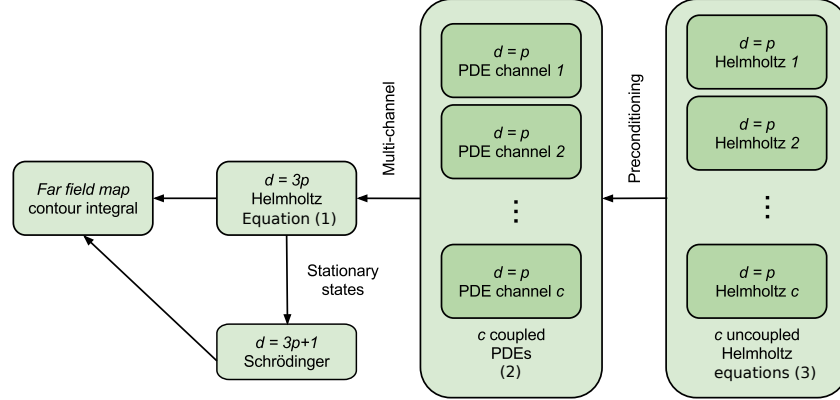 Far field map
contour integral
d = 3p
Helmholtz
Equation (1)
Stationary
states
d = 3p+1
Schrödinger
Multi-channel
d = p
PDE channel 1
d = p
PDE channel 2
⋮
d = p
PDE channel c
c coupled
PDEs
(2)
Preconditioning
d = p
Helmholtz 1
d = p
Helmholtz 2
⋮
d = p
Helmholtz c
c uncoupled
Helmholtz
equations (3)